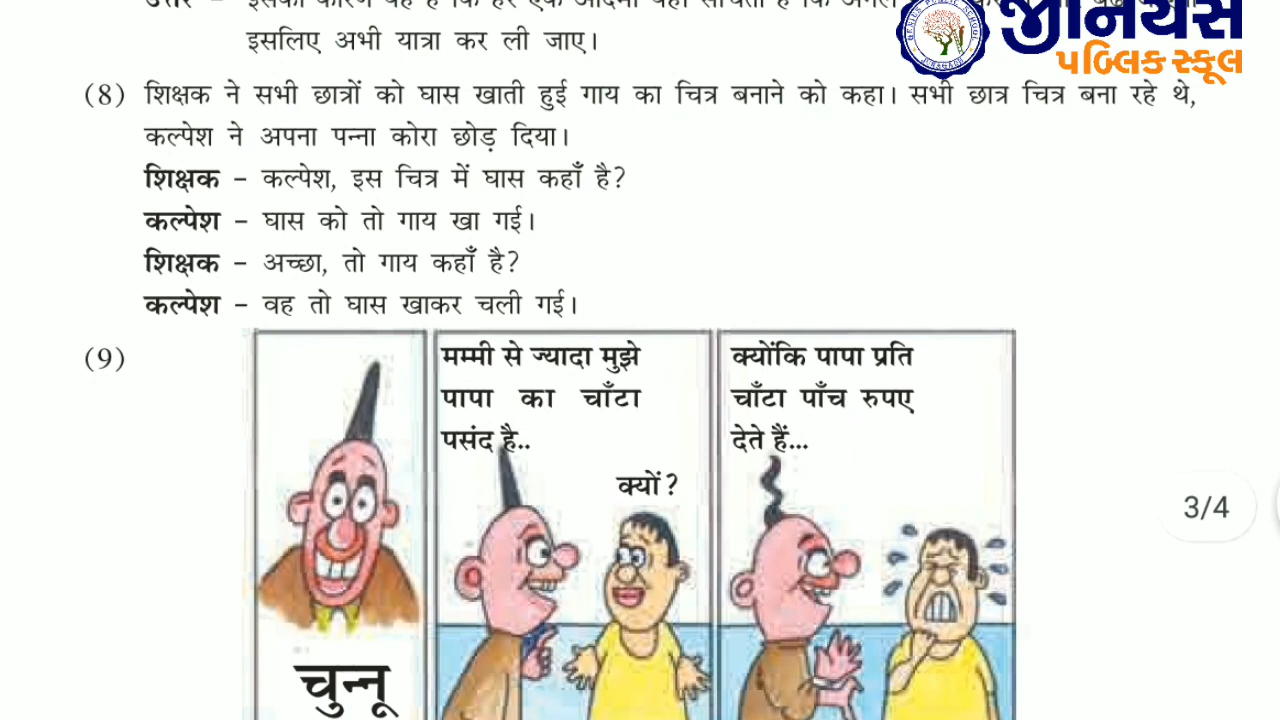 इसलिए अभी यात्रा कर ली जाए।
जीनियस
પબ્લિક સ્કૂલ
(8) शिक्षक ने सभी छात्रों को घास खाती हुई गाय का चित्र बनाने को कहा। सभी छात्र चित्र बना रहे थे,
कल्पेश ने अपना पन्ना कोरा छोड़ दिया।
शिक्षक – कल्पेश, इस चित्र में घास कहाँ है?
कल्पेश – घास को तो गाय खा गई।
शिक्षक – अच्छा, तो गाय कहाँ है?
कल्पेश – वह तो घास खाकर चली गई।
(9)
मम्मी से ज्यादा मुझे
पापा का चाँटा
पसंद है..
क्यों?
क्योंकि पापा प्रति
चाँटा पाँच रुपए
देते हैं...
3/4
चुन्नू